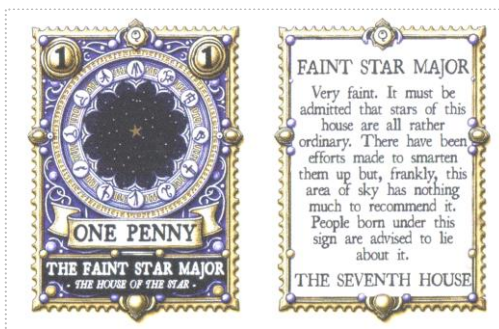 1 1
ONE PENNY
THE FAINT STAR MAJOR
· THE HOUSE OF THE STAR ·
FAINT STAR MAJOR
Very faint. It must be
admitted that stars of this
house are all rather
ordinary. There have been
efforts made to smarten
them up but, frankly, this
area of sky has nothing
much to recommend it.
People born under this
sign are advised to lie
about it.
THE SEVENTH HOUSE